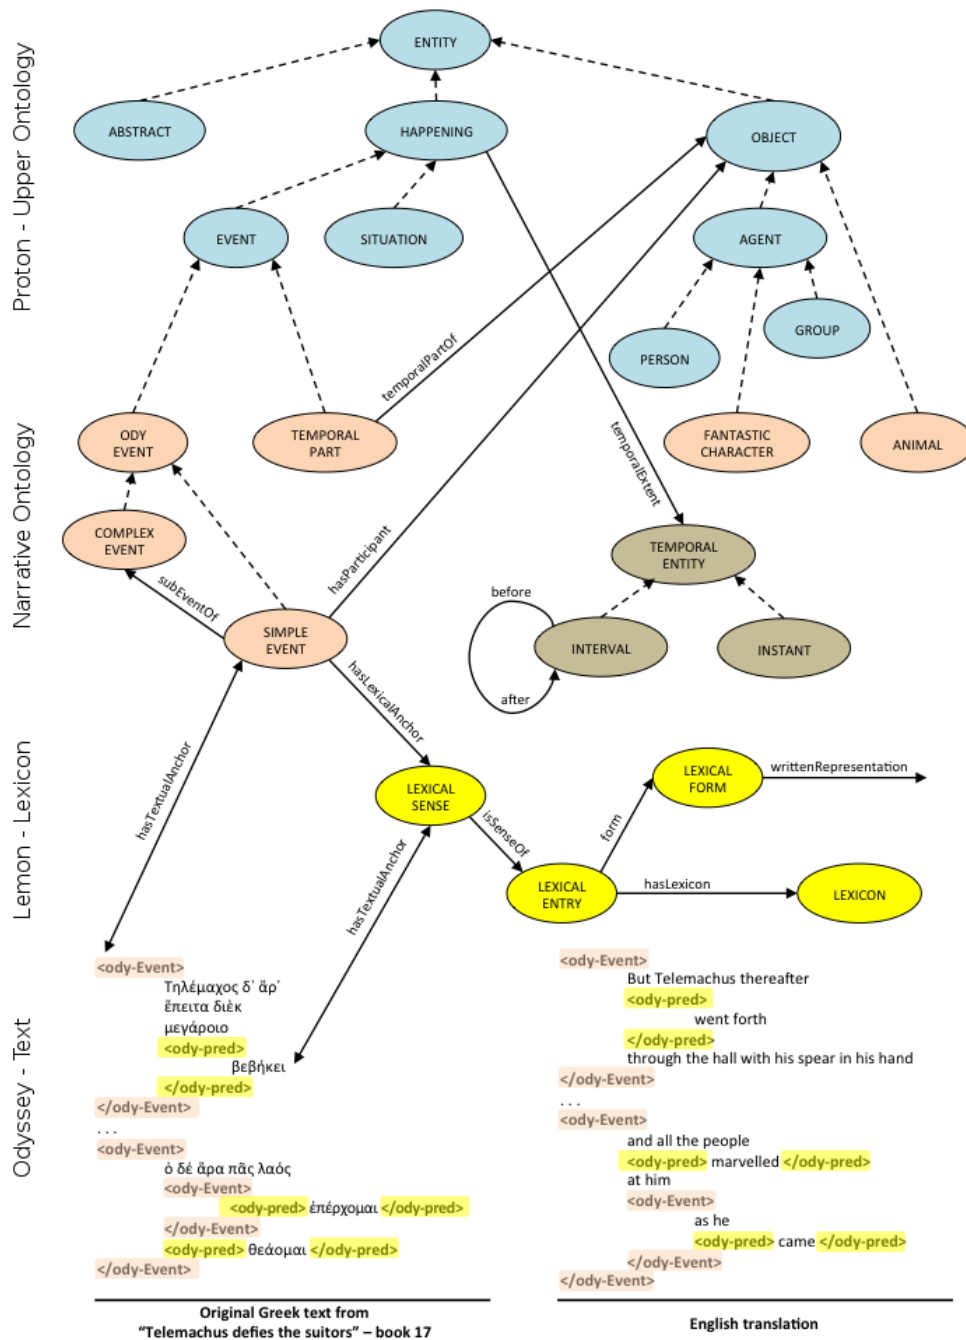 Proton - Upper Ontology
ENTITY
ABSTRACT
HAPPENING
OBJECT
EVENT
SITUATION
AGENT
PERSON
GROUP
temporalPartOf
Narrative Ontology
ODY
EVENT
TEMPORAL
PART
FANTASTIC
CHARACTER
ANIMAL
temporalExtent
COMPLEX
EVENT
hasParticipant
TEMPORAL
ENTITY
subEventOf
before
SIMPLE
EVENT
INTERVAL
INSTANT
after
hasLexicalAnchor
Lemon - Lexicon
hasTextualAnchor
LEXICAL
SENSE
LEXICAL
FORM
writtenRepresentation
isSenseOf
form
hasTextualAnchor
LEXICAL
ENTRY
hasLexicon
LEXICON
Odyssey - Text
<ody-Event>
Τηλέμαχος δ' ἄρ'
ἔπειτα διὲκ
μεγάροιο
<ody-pred>
βεβήκει
</ody-pred>
</ody-Event>
. . .
<ody-Event>
ὁ δέ ἄρα πᾶς λαός
<ody-Event>
<ody-pred> ἐπέρχομαι </ody-pred>
</ody-Event>
<ody-pred> θεάομαι </ody-pred>
</ody-Event>
Original Greek text from
“Telemachus defies the suitors” – book 17
<ody-Event>
But Telemachus thereafter
<ody-pred>
went forth
</ody-pred>
through the hall with his spear in his hand
</ody-Event>
. . .
<ody-Event>
and all the people
<ody-pred> marvelled </ody-pred>
at him
<ody-Event>
as he
<ody-pred> came </ody-pred>
</ody-Event>
</ody-Event>
English translation